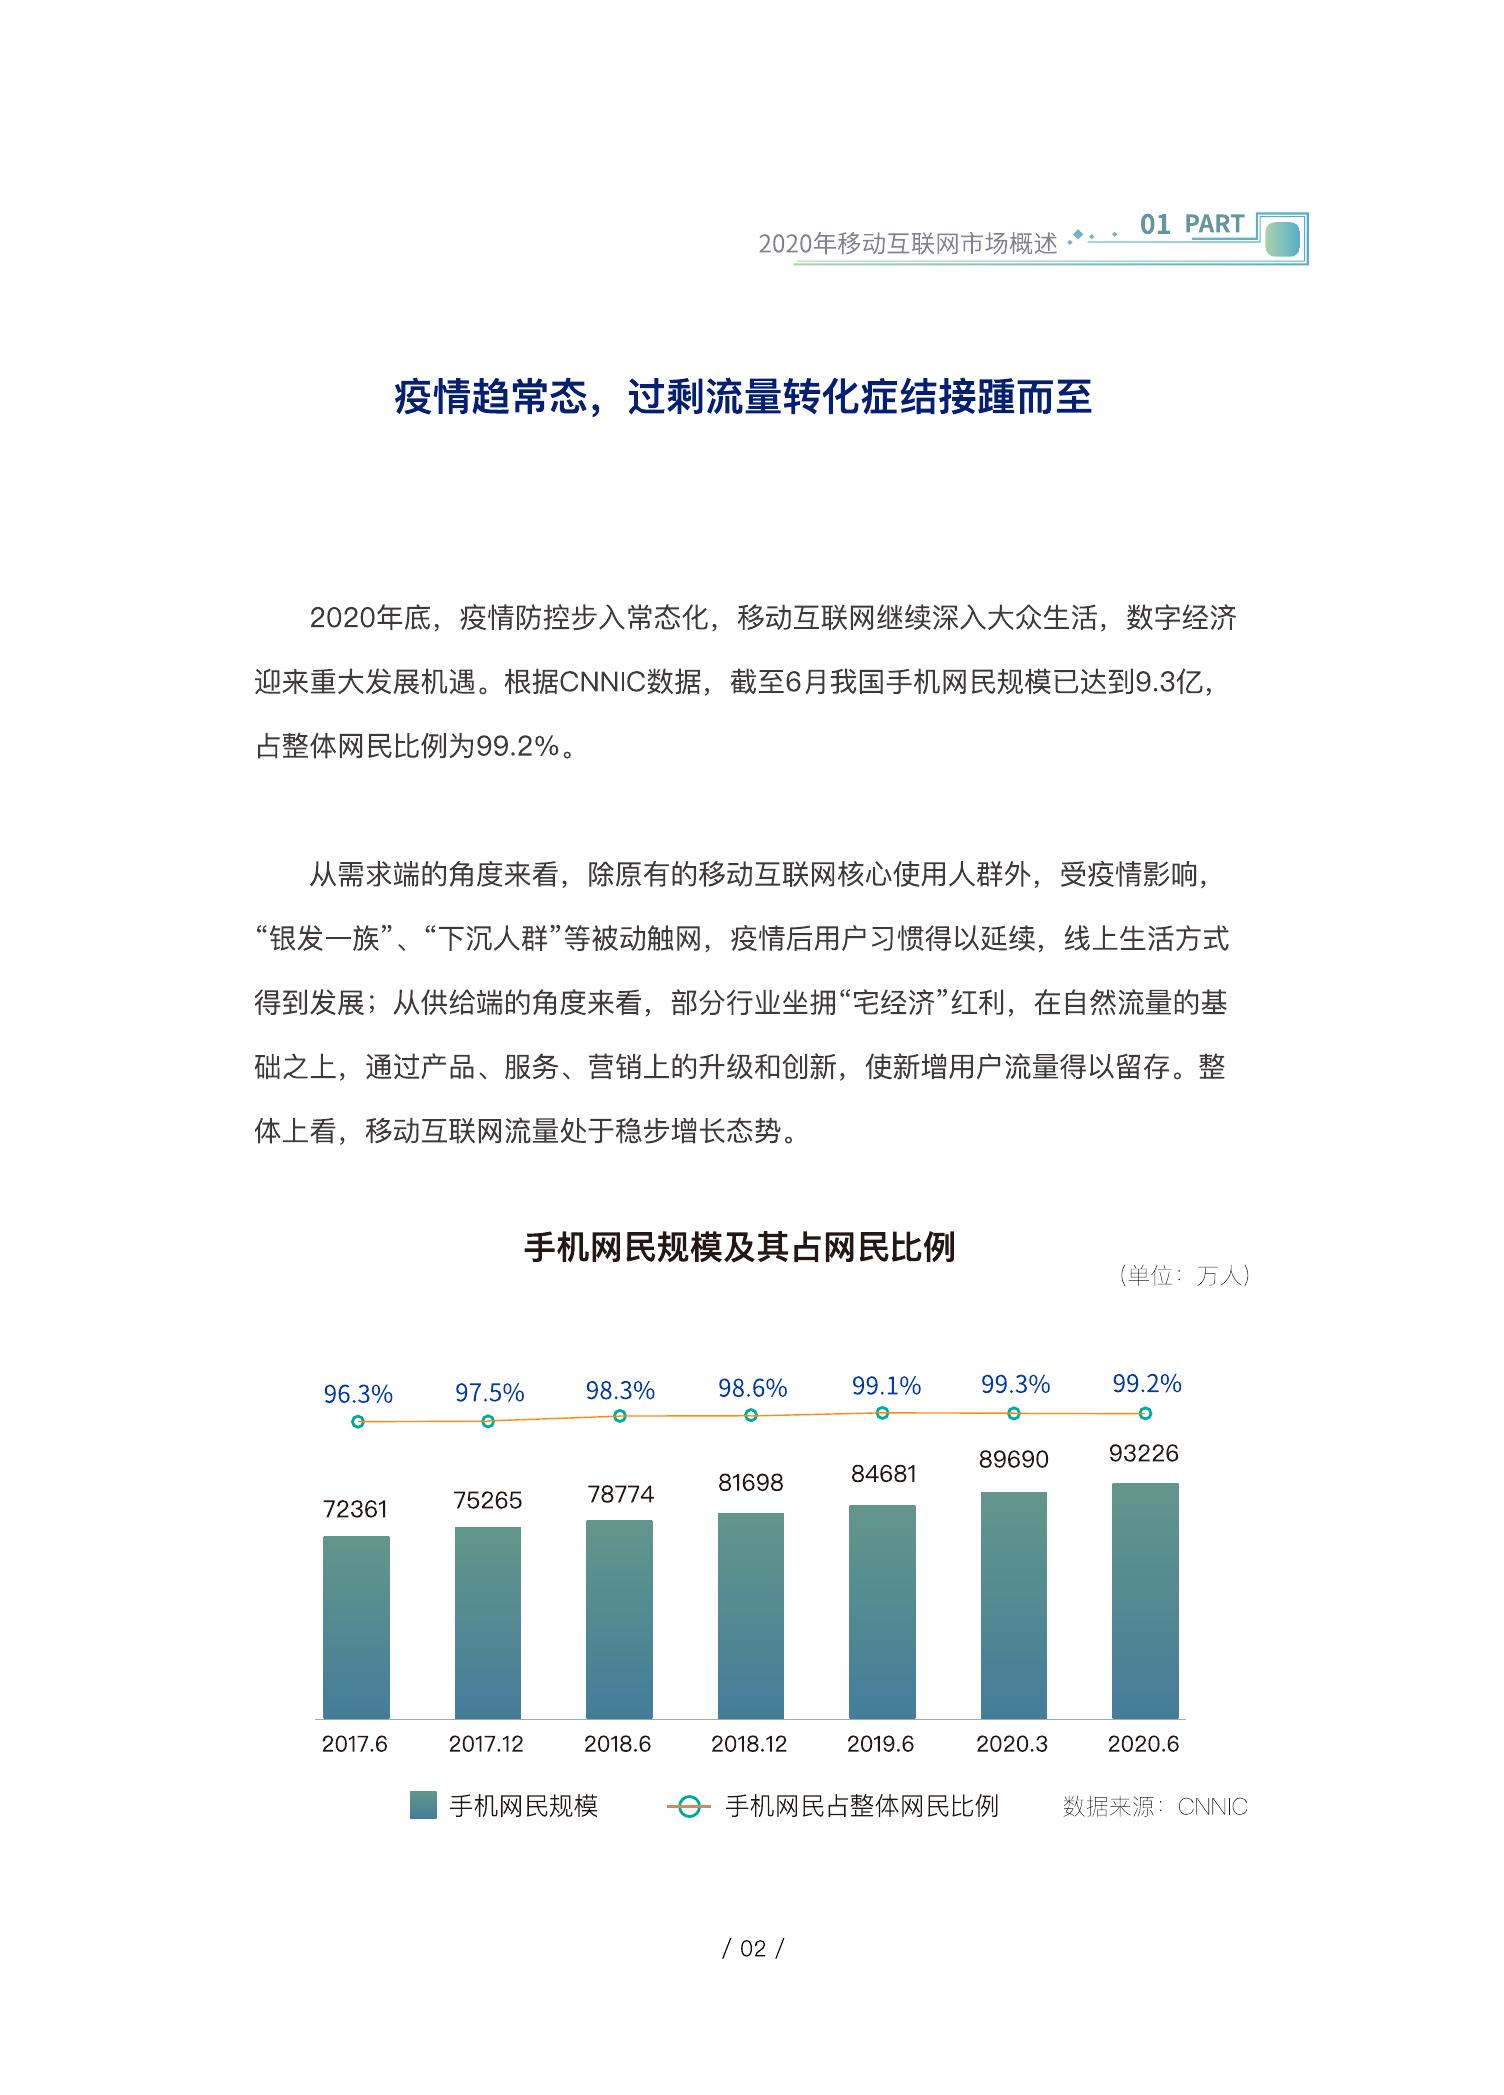 2020年移动互联网市场概述
01 PART
疫情趋常态，过剩流量转化症结接踵而至
2020年底，疫情防控步入常态化，移动互联网继续深入大众生活，数字经济
迎来重大发展机遇。根据CNNIC数据，截至6月我国手机网民规模已达到9.3亿，
占整体网民比例为99.2%。
从需求端的角度来看，除原有的移动互联网核心使用人群外，受疫情影响，
“银发一族”、“下沉人群”等被动触网，疫情后用户习惯得以延续，线上生活方式
得到发展；从供给端的角度来看，部分行业坐拥“宅经济”红利，在自然流量的基
础之上，通过产品、服务、营销上的升级和创新，使新增用户流量得以留存。整
体上看，移动互联网流量处于稳步增长态势。
手机网民规模及其占网民比例
（单位：万人）
96.3% 97.5% 98.3% 98.6% 99.1% 99.3% 99.2%
72361 75265 78774 81698 84681 89690 93226
2017.6 2017.12 2018.6 2018.12 2019.6 2020.3 2020.6
手机网民规模 手机网民占整体网民比例 数据来源：CNNIC
/ 02 /